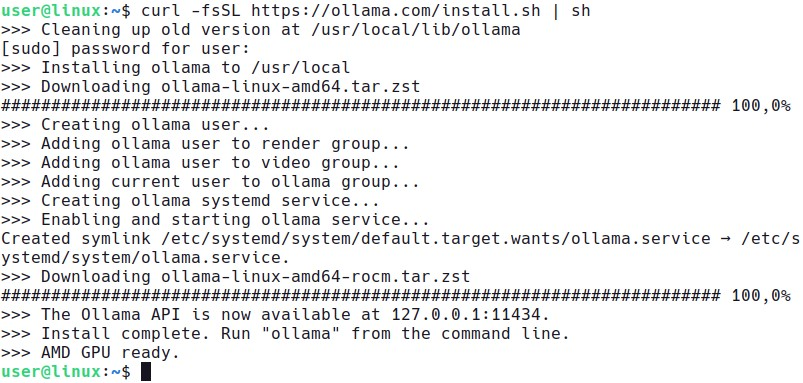 user@linux:~$ curl -fsSL https://ollama.com/install.sh | sh
>>> Cleaning up old version at /usr/local/lib/ollama
[sudo] password for user:
>>> Installing ollama to /usr/local
>>> Downloading ollama-linux-amd64.tar.zst
######################################################################## 100,0%
>>> Creating ollama user...
>>> Adding ollama user to render group...
>>> Adding ollama user to video group...
>>> Adding current user to ollama group...
>>> Creating ollama systemd service...
>>> Enabling and starting ollama service...
Created symlink /etc/systemd/system/default.target.wants/ollama.service → /etc/s
ystemd/system/ollama.service.
>>> Downloading ollama-linux-amd64-rocm.tar.zst
######################################################################## 100,0%
>>> The Ollama API is now available at 127.0.0.1:11434.
>>> Install complete. Run "ollama" from the command line.
>>> AMD GPU ready.
user@linux:~$